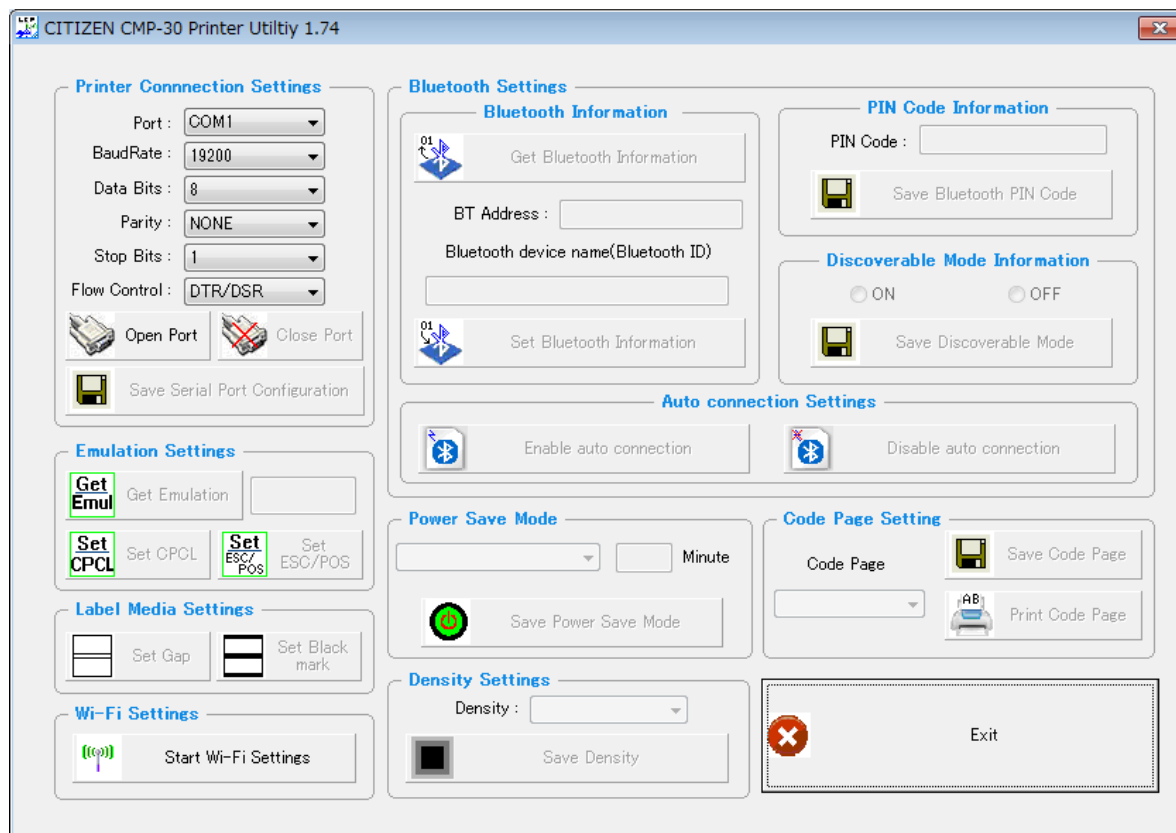 CITIZEN CMP-30 Printer Utiltiy 1.74
Printer Connnection Settings
Port : COM1
BaudRate : 19200
Data Bits : 8
Parity : NONE
Stop Bits : 1
Flow Control : DTR/DSR
Open Port
Close Port
Save Serial Port Configuration
Emulation Settings
Get Emul
Get Emulation
Set CPCL
Set CPCL
Set ESC/POS
Set ESC/POS
Label Media Settings
Set Gap
Set Black mark
Wi-Fi Settings
Start Wi-Fi Settings
Bluetooth Settings
Bluetooth Information
01
Get Bluetooth Information
BT Address :
Bluetooth device name(Bluetooth ID)
01
Set Bluetooth Information
PIN Code Information
PIN Code :
Save Bluetooth PIN Code
Discoverable Mode Information
ON
OFF
Save Discoverable Mode
Auto connection Settings
Enable auto connection
Disable auto connection
Power Save Mode
Minute
Save Power Save Mode
Code Page Setting
Code Page
Save Code Page
AB
Print Code Page
Density Settings
Density :
Save Density
Exit